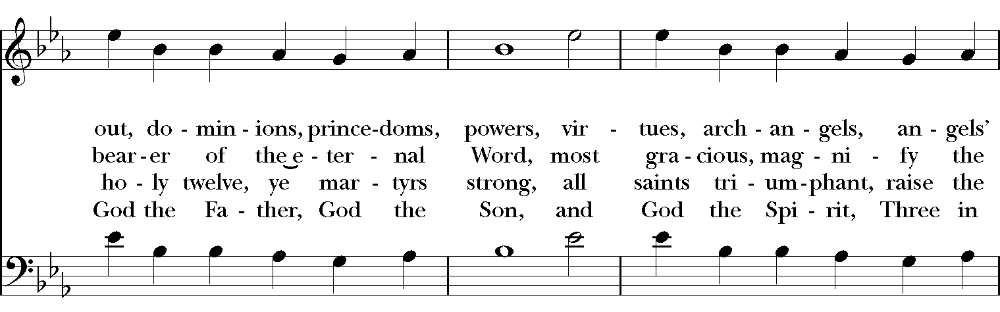 out, do - min - ions, prince-doms, powers, vir - tues, arch - an - gels, an - gels’
bear - er of the e - ter - nal Word, most gra - cious, mag - ni - fy the
ho - ly twelve, ye mar - tyrs strong, all saints tri - um - phant, raise the
God the Fa - ther, God the Son, and God the Spi - rit, Three in